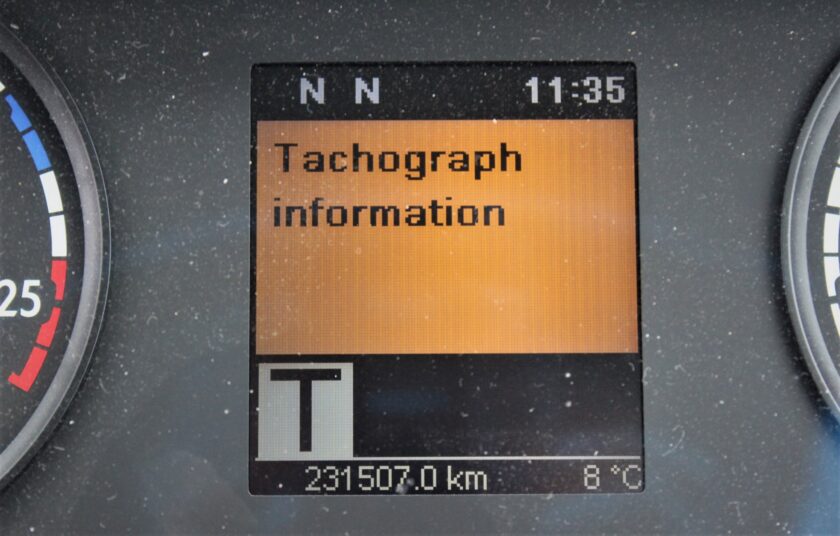 N N 11:35
Tachograph
information
25
T
231507.0 km 8 °C